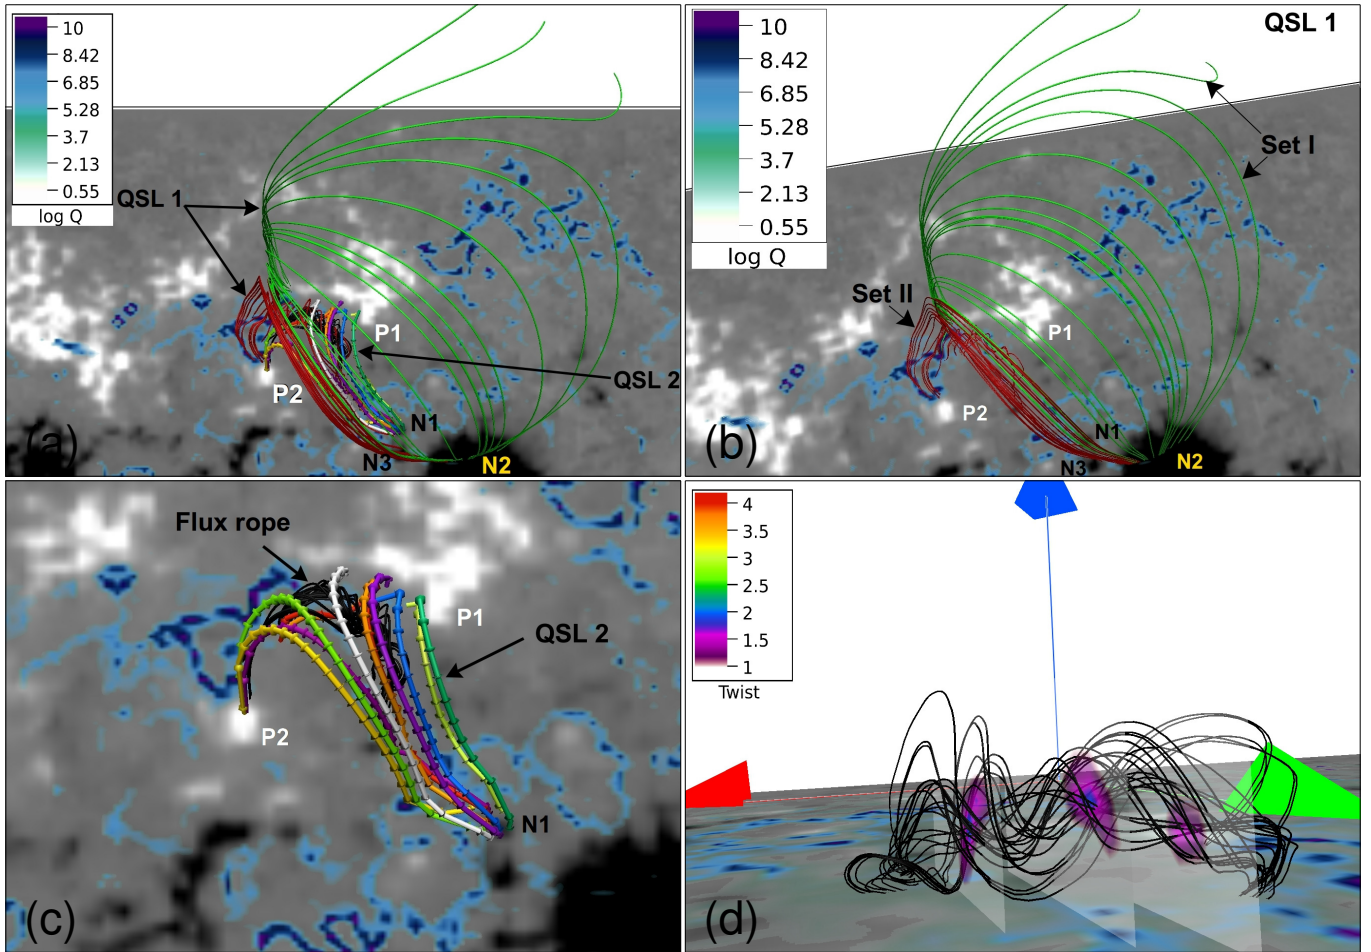 10
8.42
6.85
5.28
3.7
2.13
0.55
log Q
QSL 1
P1
QSL 2
P2
N1
N3
N2
(a)
10
8.42
6.85
5.28
3.7
2.13
0.55
log Q
QSL 1
Set I
Set II
P1
P2
N1
N3
N2
(b)
Flux rope
P1
QSL 2
P2
N1
(c)
4
3.5
3
2.5
2
1.5
1
Twist
(d)